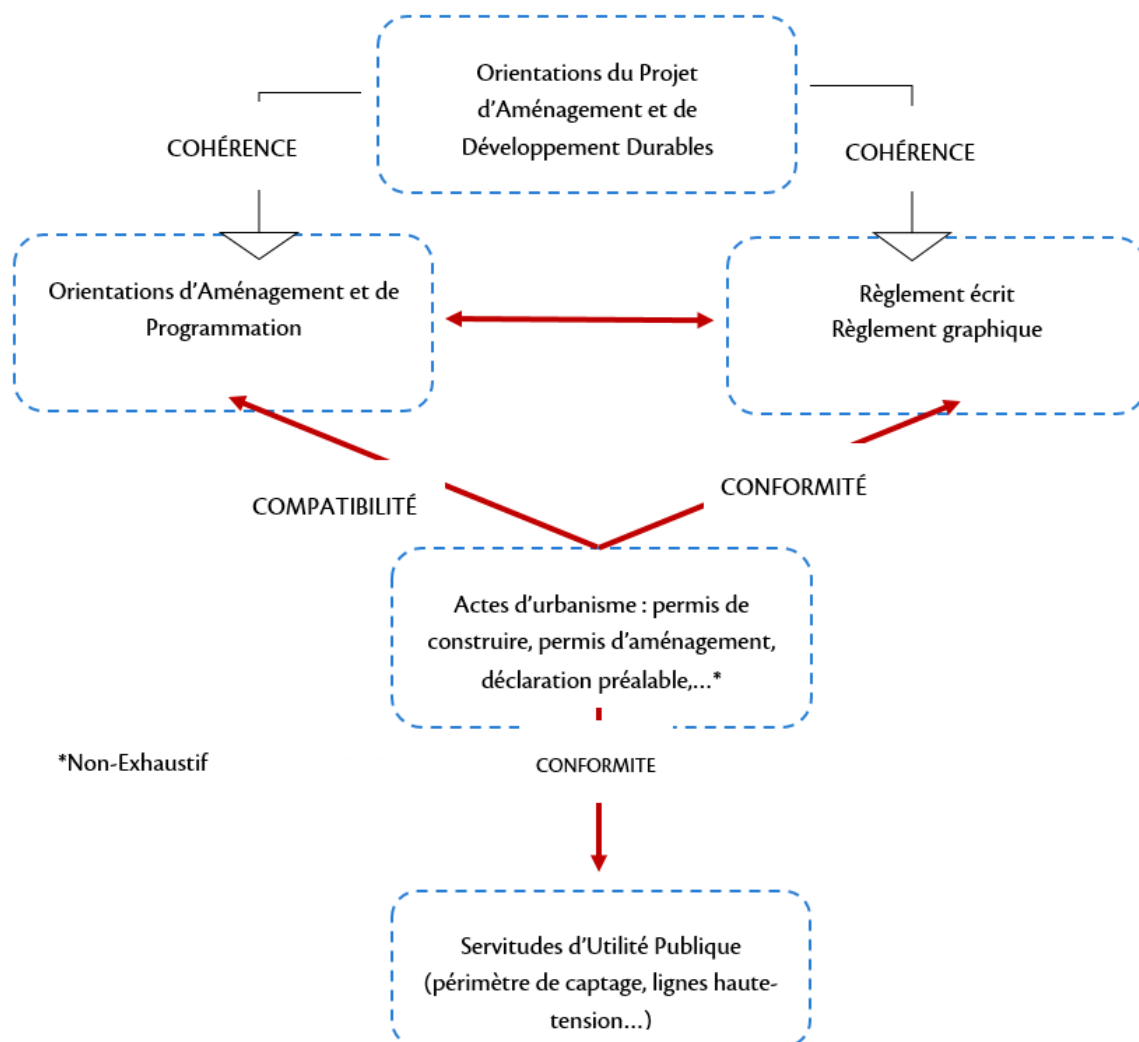 Orientations du Projet
d’Aménagement et de
Développement Durables
COHÉRENCE
COHÉRENCE
Orientations d’Aménagement et de
Programmation
Règlement écrit
Règlement graphique
COMPATIBILITÉ
CONFORMITÉ
Actes d’urbanisme : permis de
construire, permis d’aménagement,
déclaration préalable,...*
*Non-Exhaustif
CONFORMITE
Servitudes d’Utilité Publique
(périmètre de captage, lignes haute-
tension...)